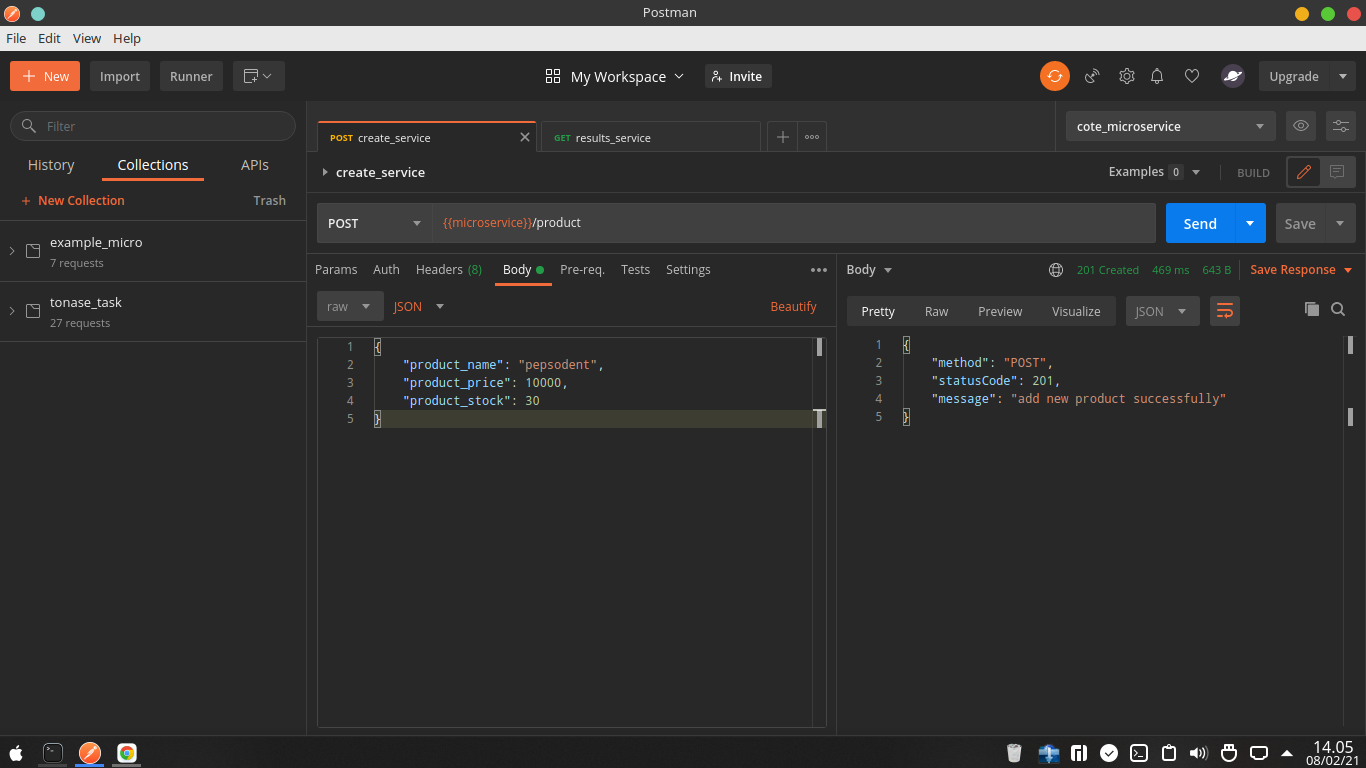 Postman
File Edit View Help
New Import Runner My Workspace Invite Upgrade
Filter
History Collections APIs
New Collection Trash
example_micro
7 requests
tonase_task
27 requests
POST create_service GET results_service cote_microservice
create_service Examples 0 BUILD
POST {{microservice}}/product Send Save
Params Auth Headers (8) Body Pre-req. Tests Settings
raw JSON Beautify
1 {
2 "product_name": "pepsodent",
3 "product_price": 10000,
4 "product_stock": 30
5 }
Body 201 Created 469 ms 643 B Save Response
Pretty Raw Preview Visualize JSON
1 {
2 "method": "POST",
3 "statusCode": 201,
4 "message": "add new product successfully"
5 }
14.05
08/02/21